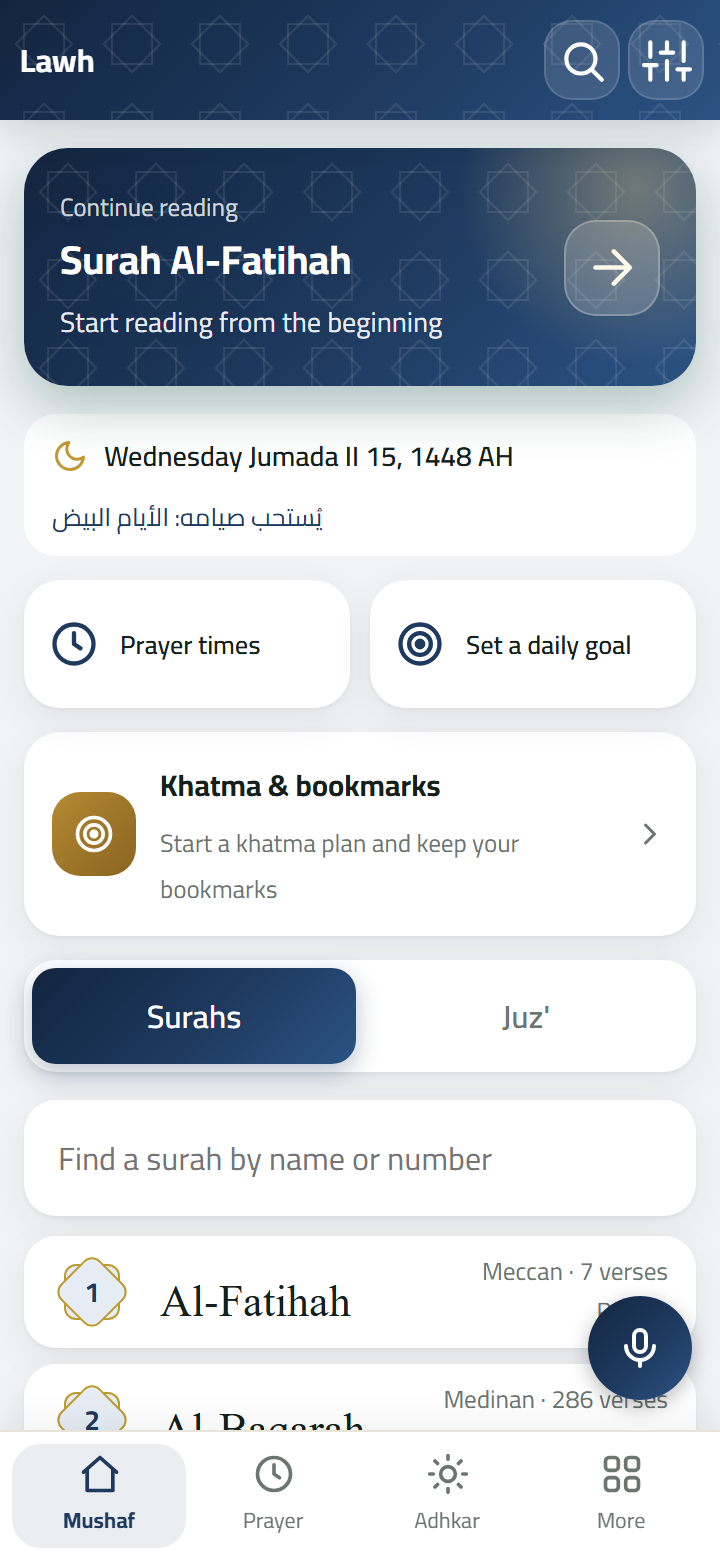 Lawh
Continue reading
Surah Al-Fatihah
Start reading from the beginning
Wednesday Jumada II 15, 1448 AH
يُستحب صيامه: الأيام البيض
Prayer times
Set a daily goal
Khatma & bookmarks
Start a khatma plan and keep your
bookmarks
Surahs
Juz'
Find a surah by name or number
1
Al-Fatihah
Meccan · 7 verses
2
Al-Baqarah
Medinan · 286 verses
Mushaf
Prayer
Adhkar
More